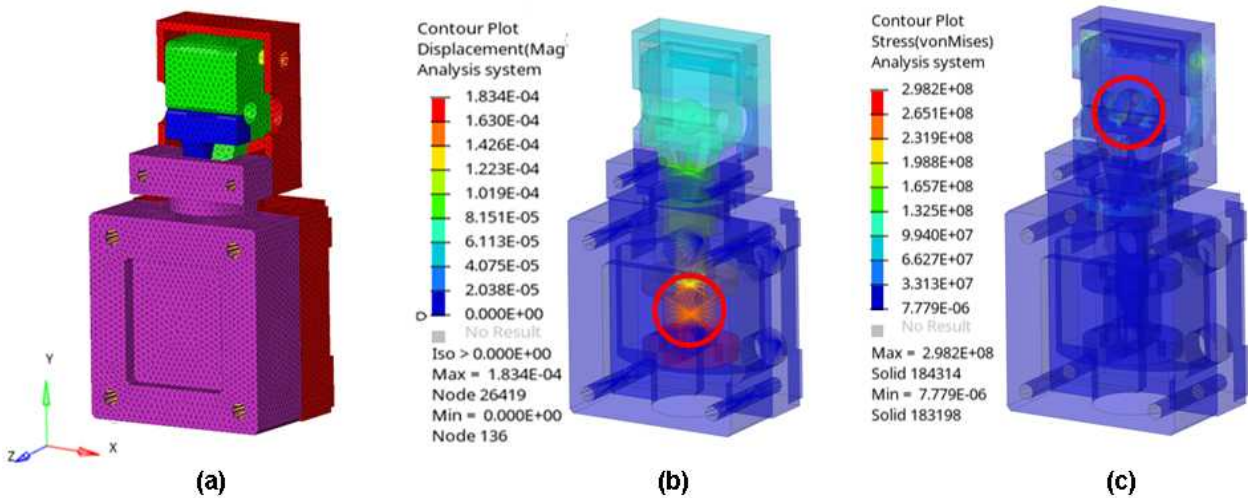 Y
Z
X
(a)
Contour Plot
Displacement(Mag
Analysis system
1.834E-04
1.630E-04
1.426E-04
1.223E-04
1.019E-04
8.151E-05
6.113E-05
4.075E-05
2.038E-05
0.000E+00
No Result
Iso > 0.000E+00
Max = 1.834E-04
Node 26419
Min = 0.000E+00
Node 136
(b)
Contour Plot
Stress(vonMises)
Analysis system
2.982E+08
2.651E+08
2.319E+08
1.988E+08
1.657E+08
1.325E+08
9.940E+07
6.627E+07
3.313E+07
7.779E-06
No Result
Max = 2.982E+08
Solid 184314
Min = 7.779E-06
Solid 183198
(c)